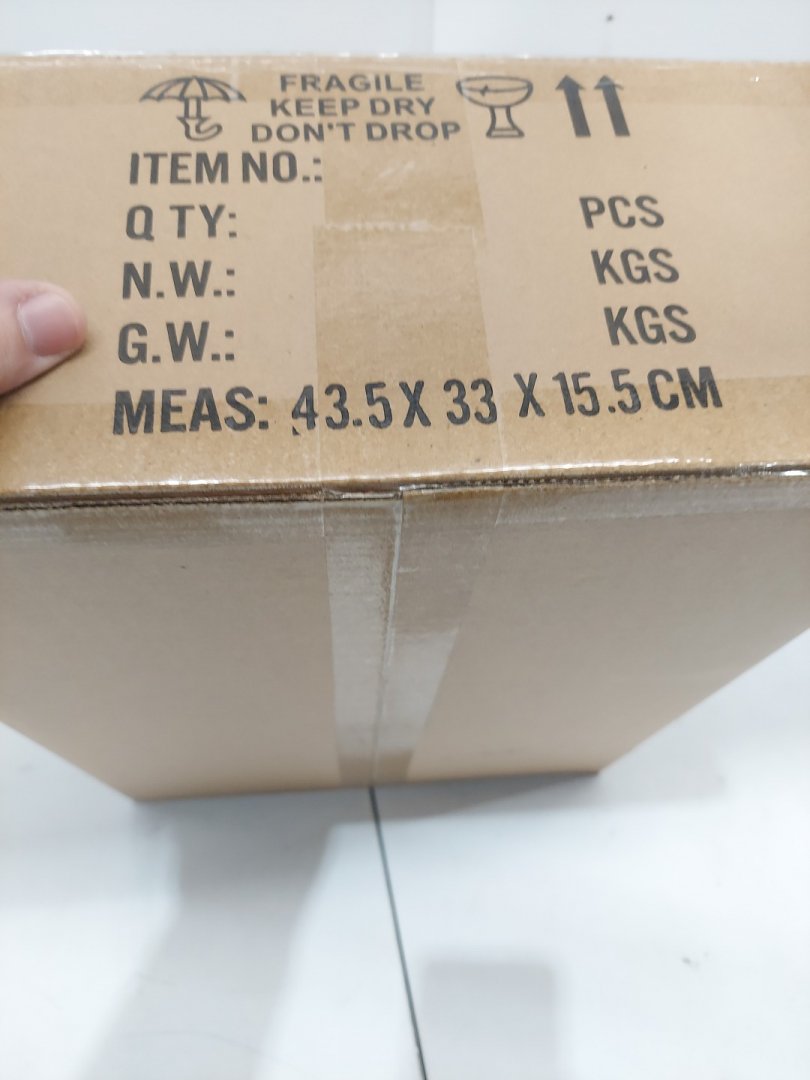 FRAGILE
KEEP DRY
DON'T DROP
ITEM NO.:
Q TY: PCS
N.W.: KGS
G.W.: KGS
MEAS: 43.5 X 33 X 15.5 CM